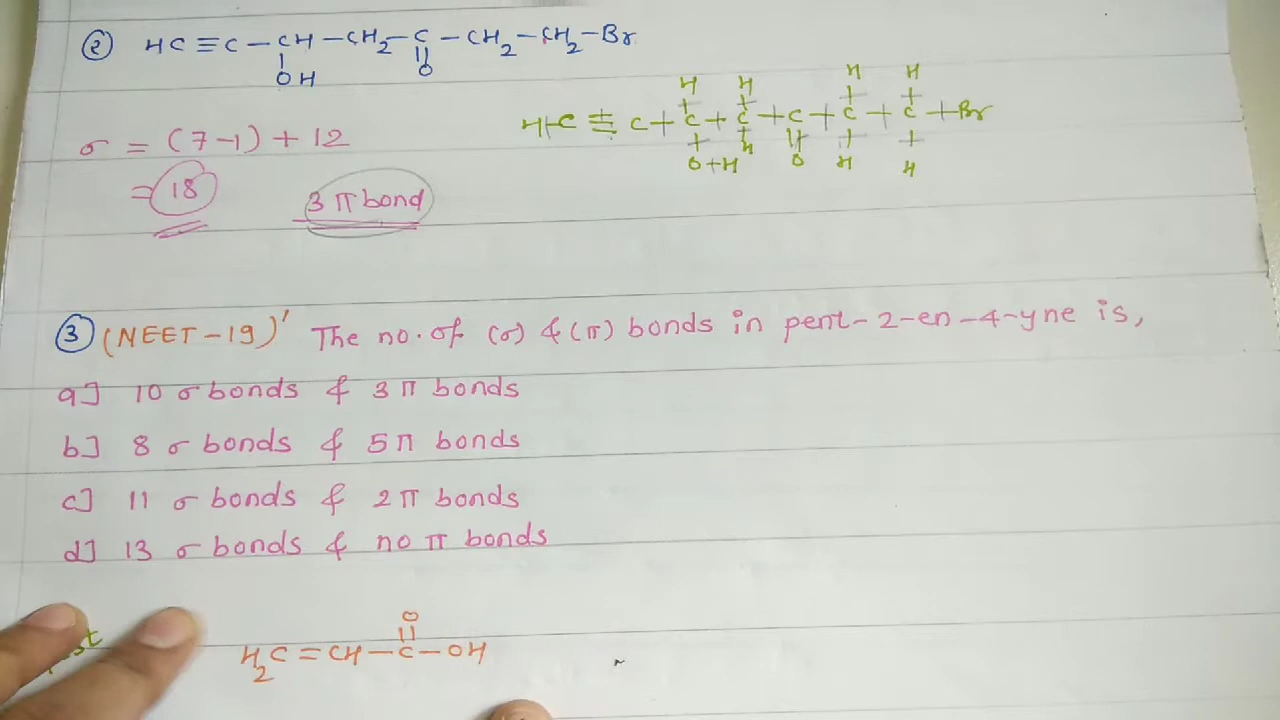 ② HC≡C-CH-CH₂-C-CH₂-CH₂-Br
OH O
H H H H
H+C≡C+C+C+C+C+C+Br
O+H H O H H
σ = (7-1)+12
= 18
3 π bond
③ (NEET-19)' The no. of (σ) & (π) bonds in pent-2-en-4-yne is,
a] 10 σ bonds & 3 π bonds
b] 8 σ bonds & 5 π bonds
c] 11 σ bonds & 2 π bonds
d] 13 σ bonds & no π bonds
O
H₂C=CH-C-OH